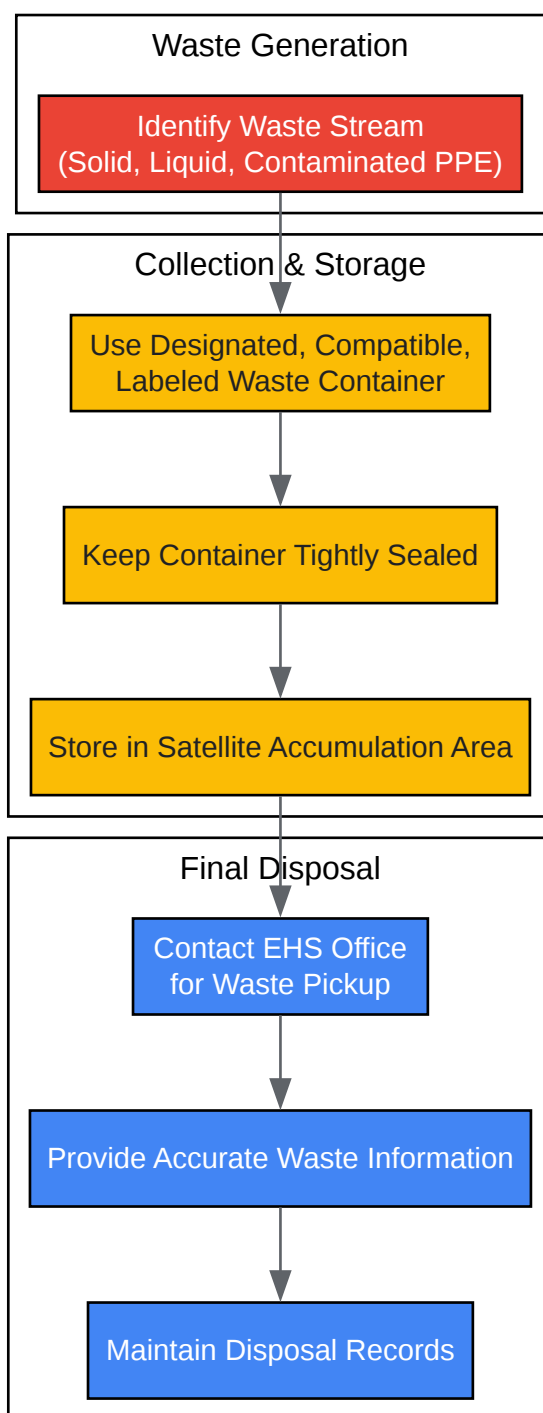 Waste Generation
Identify Waste Stream
(Solid, Liquid, Contaminated PPE)
Collection & Storage
Use Designated, Compatible,
Labeled Waste Container
Keep Container Tightly Sealed
Store in Satellite Accumulation Area
Final Disposal
Contact EHS Office
for Waste Pickup
Provide Accurate Waste Information
Maintain Disposal Records